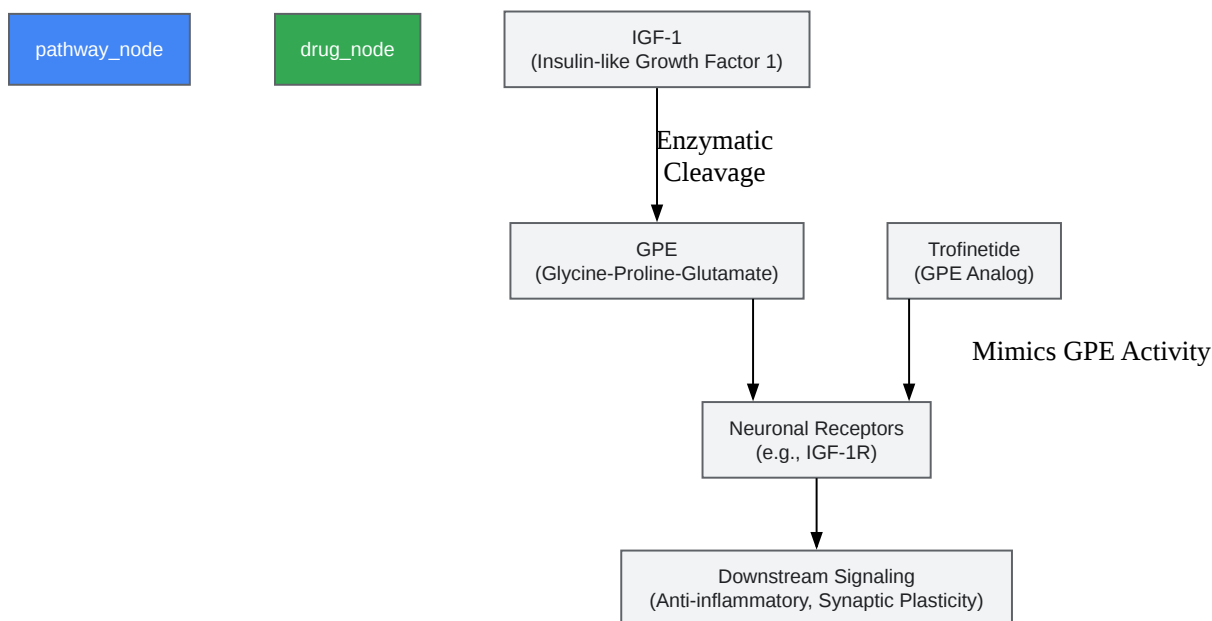 pathway_node
drug_node
IGF-1
(Insulin-like Growth Factor 1)
Enzymatic
Cleavage
GPE
(Glycine-Proline-Glutamate)
Trofinetide
(GPE Analog)
Mimics GPE Activity
Neuronal Receptors
(e.g., IGF-1R)
Downstream Signaling
(Anti-inflammatory, Synaptic Plasticity)